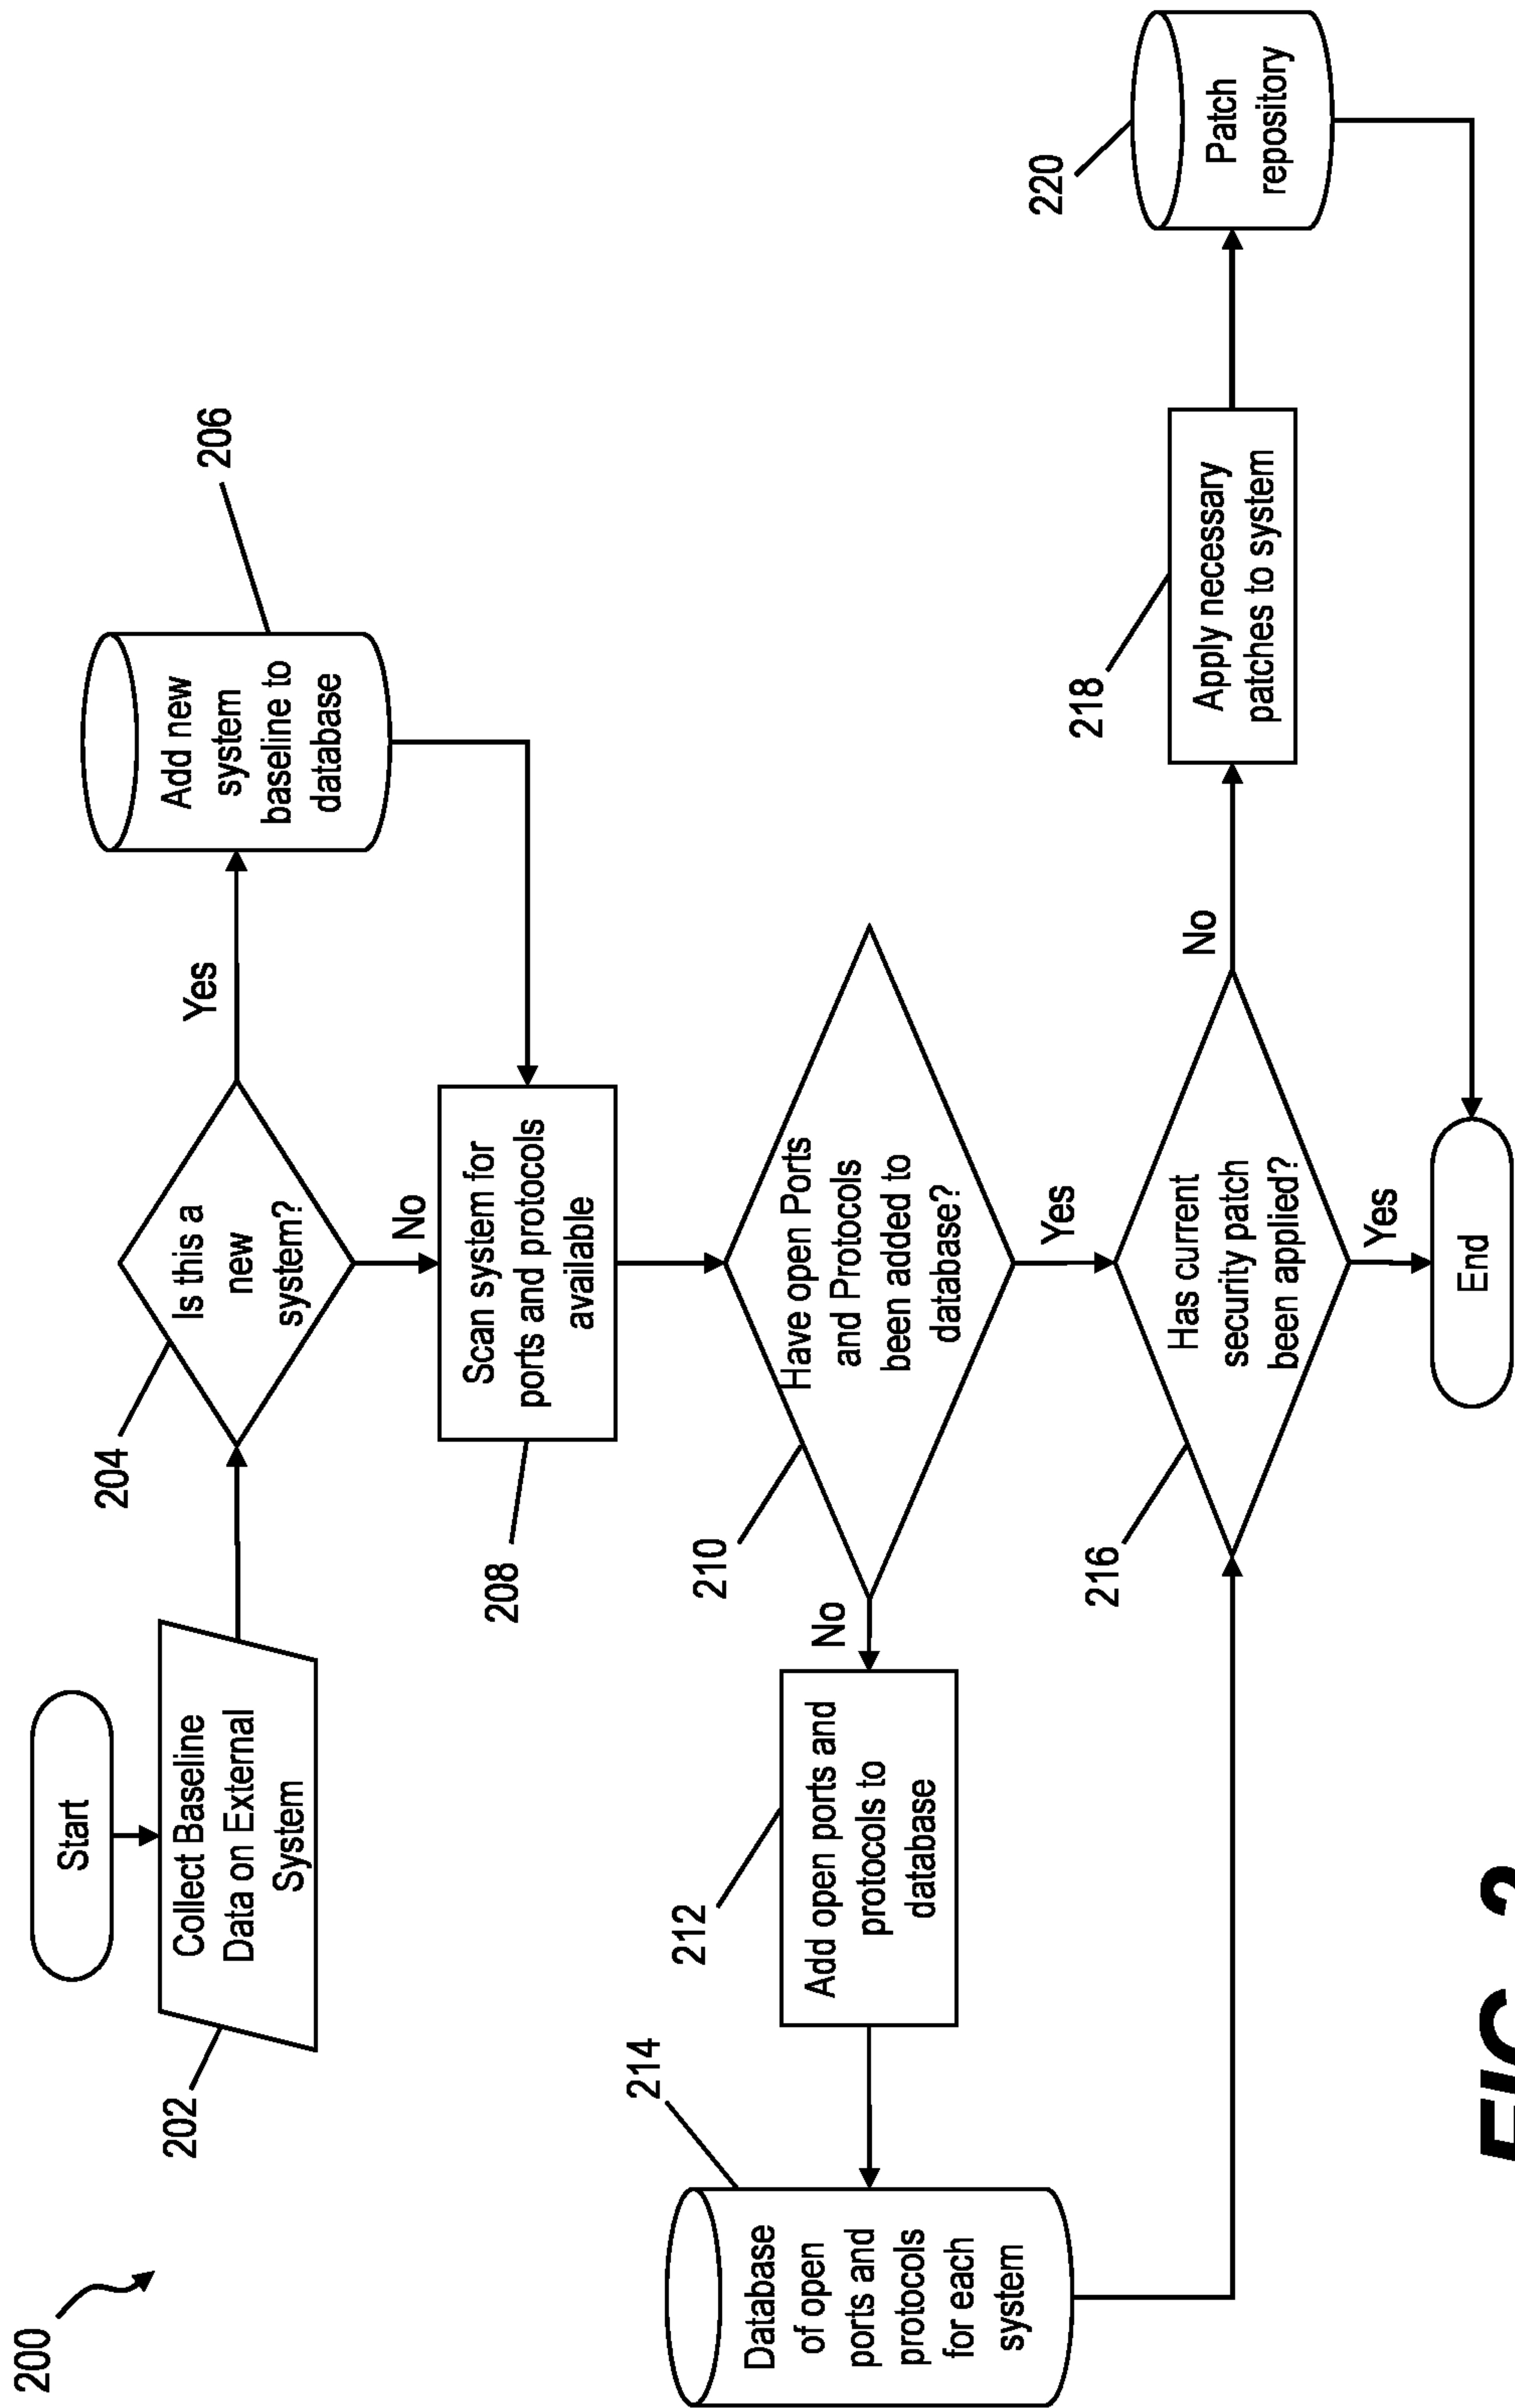 200
Start
202
Collect Baseline
Data on External
System
204
Is this a
new
system?
Yes
206
Add new
system
baseline to
database
No
208
Scan system for
ports and protocols
available
210
Have open Ports
and Protocols
been added to
database?
No
212
Add open ports and
protocols to
database
214
Database
of open
ports and
protocols
for each
system
Yes
216
Has current
security patch
been applied?
No
218
Apply necessary
patches to system
220
Patch
repository
Yes
End
FIG. 2